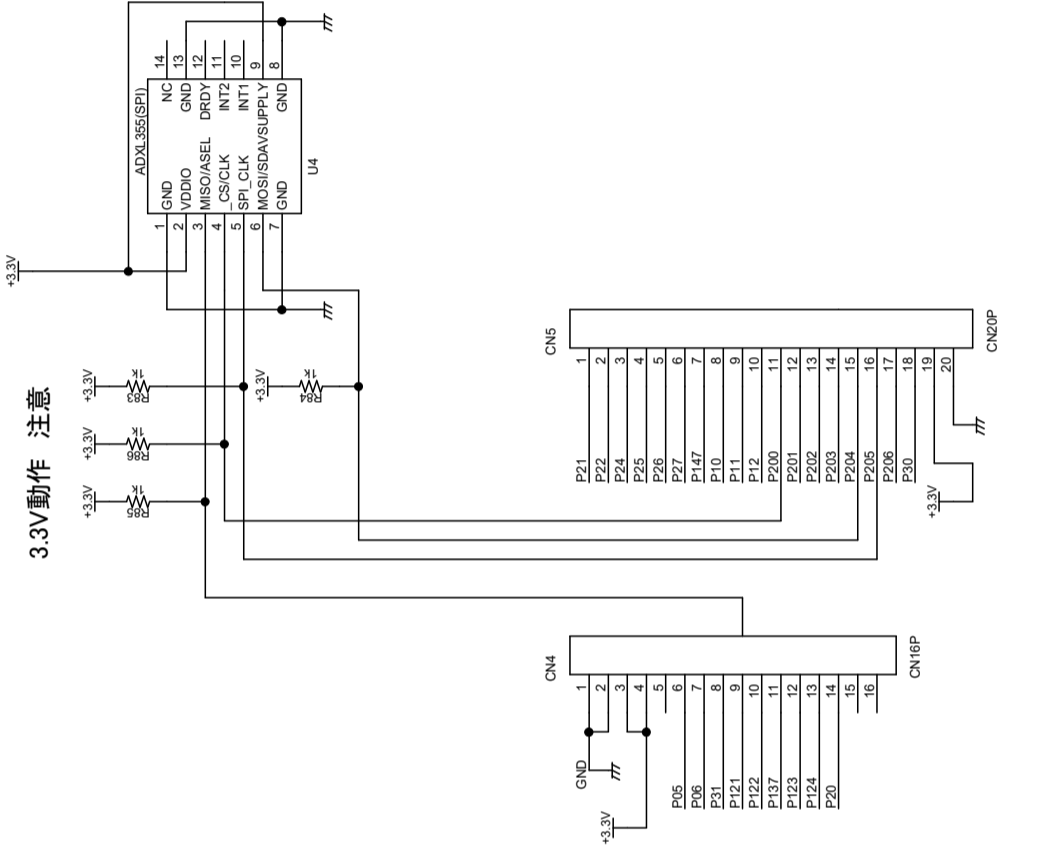 3.3V動作 注意
+3.3V
ADXL355(SPI)
U4
1 GND
2 VDDIO
3 MISO/ASEL
4 _CS/CLK
5 SPI_CLK
6 MOSI/SDAVSUPPLY
7 GND
NC 14
GND 13
DRDY 12
INT2 11
INT1 10
9
GND 8
+3.3V
R85
1k
+3.3V
R86
1k
+3.3V
R83
1k
+3.3V
R84
1k
CN5
CN20P
P21 1
P22 2
P24 3
P25 4
P26 5
P27 6
P147 7
P10 8
P11 9
P12 10
P200 11
P201 12
P202 13
P203 14
P204 15
P205 16
P206 17
P30 18
19
20
+3.3V
CN4
CN16P
1
2
3
4
5
P05 6
P06 7
P31 8
P121 9
P122 10
P137 11
P123 12
P124 13
P20 14
15
16
GND
+3.3V